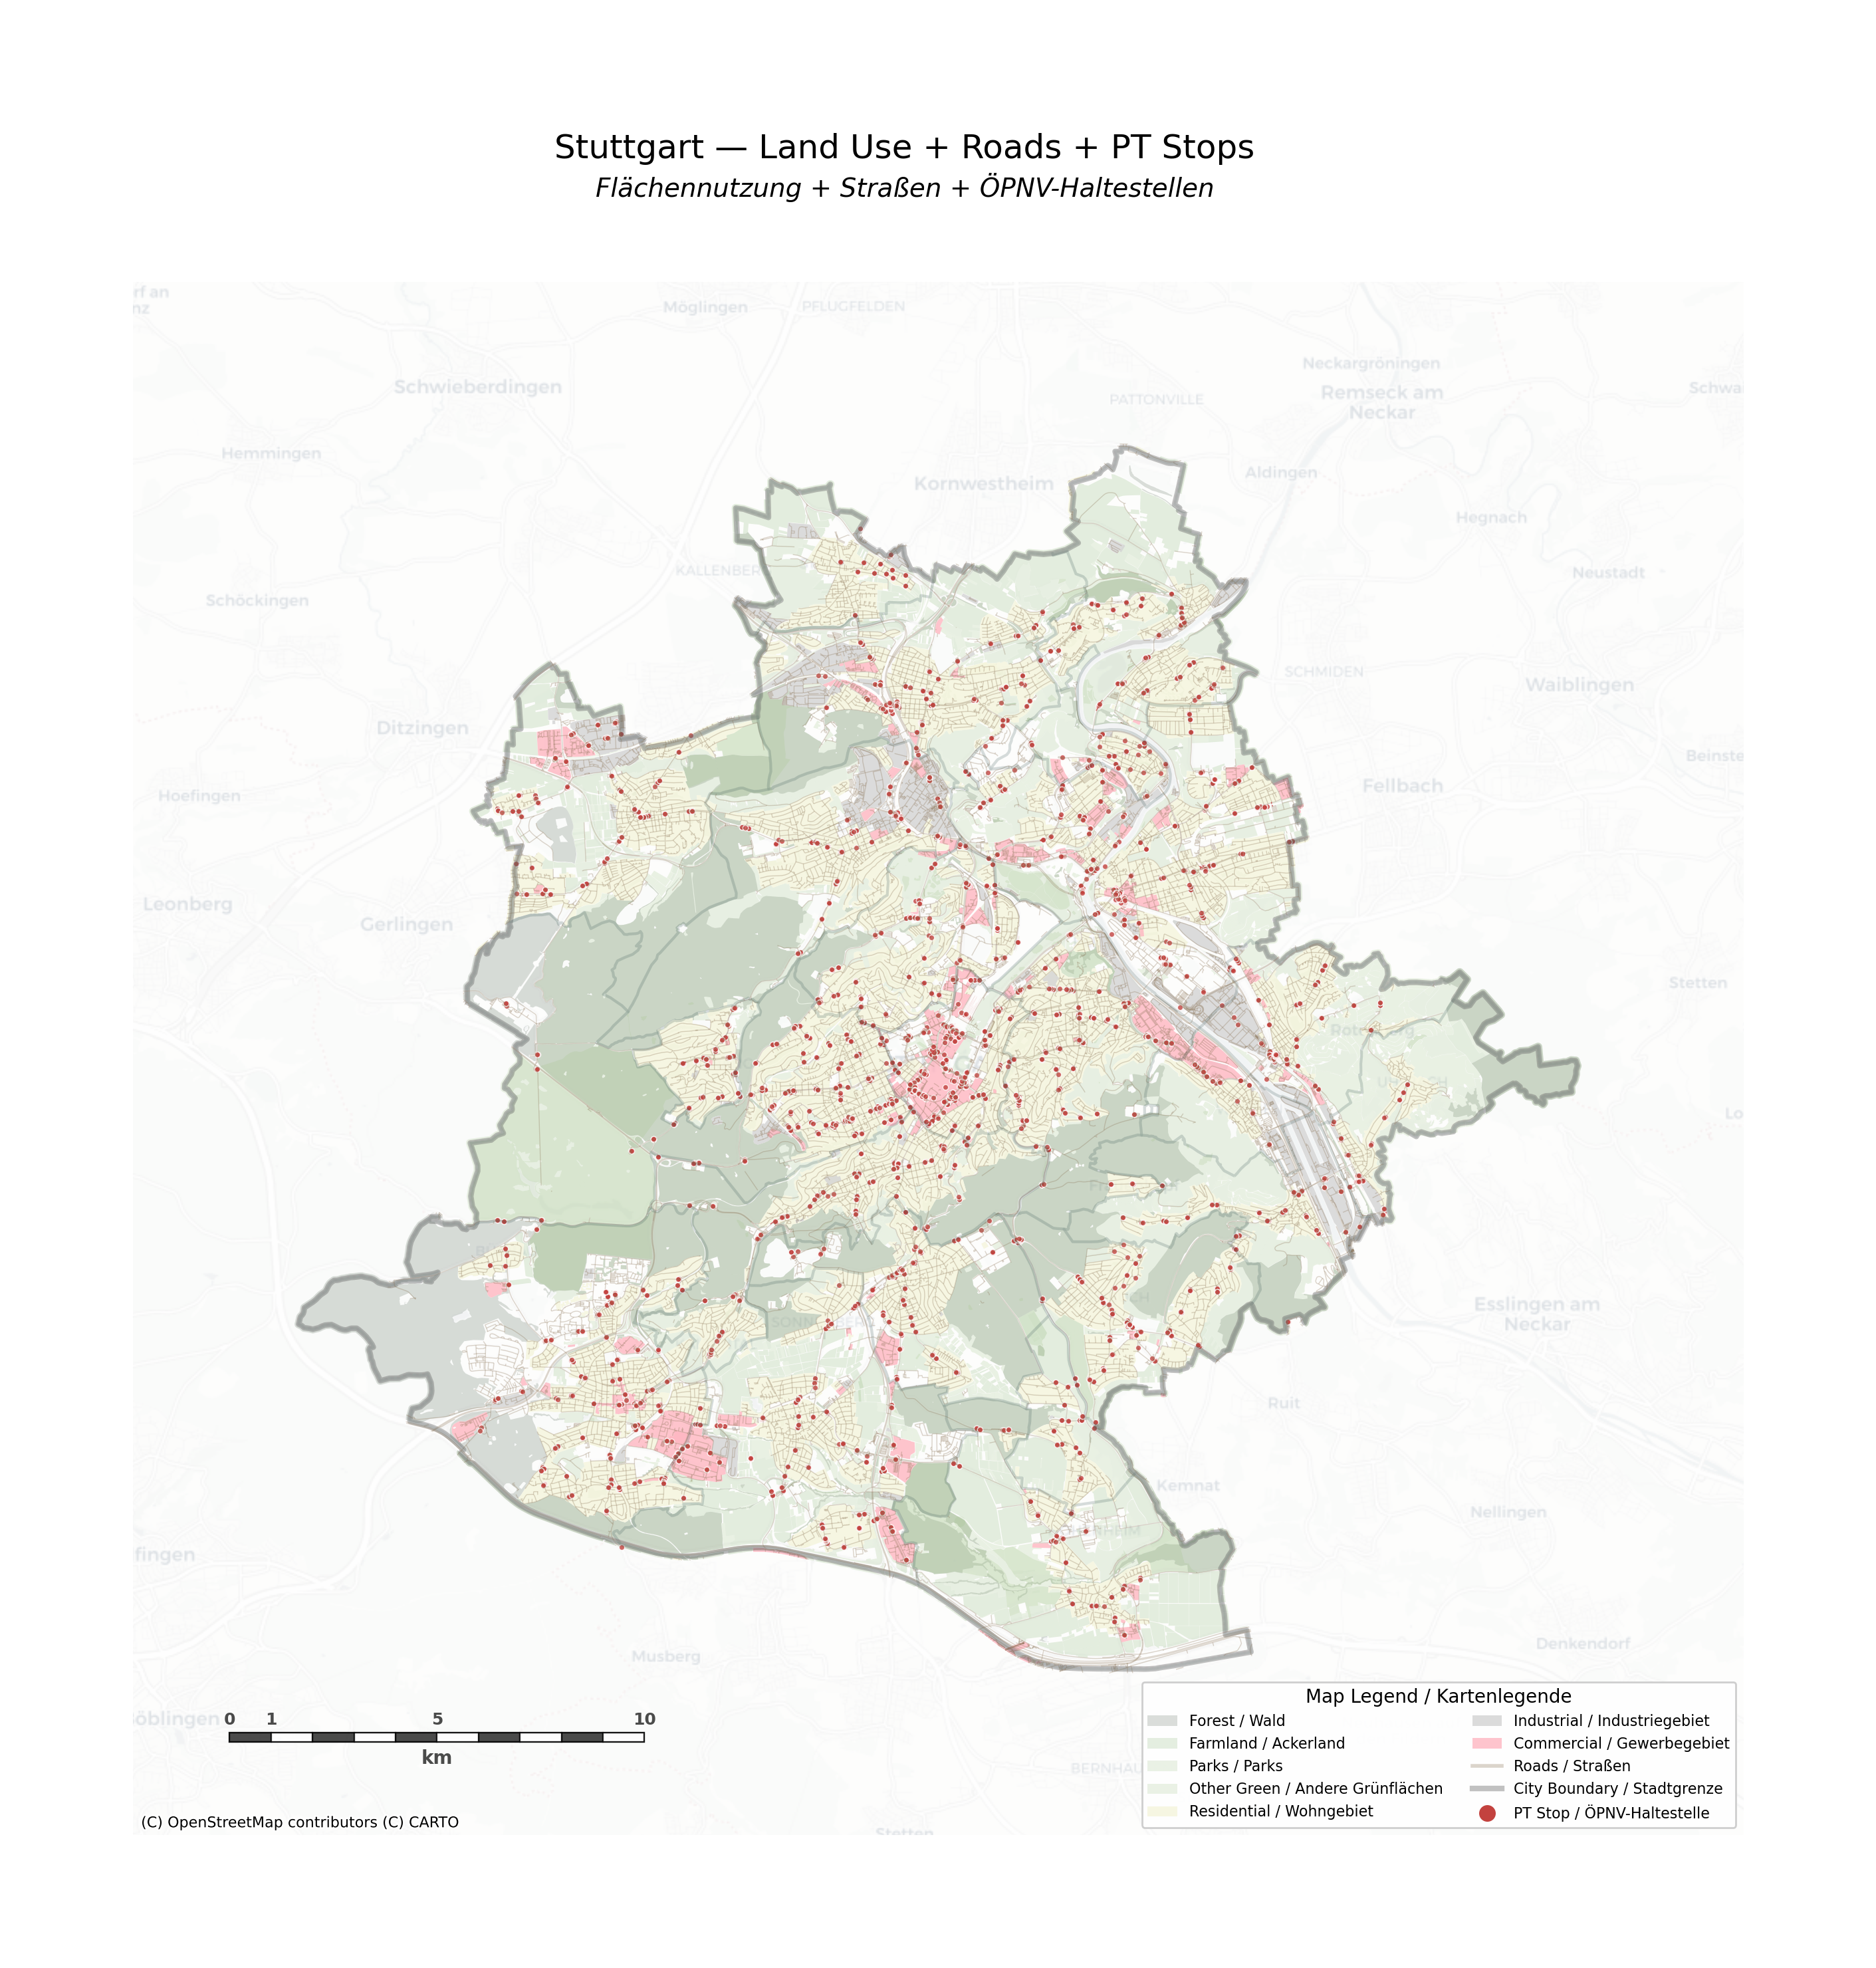 Stuttgart — Land Use + Roads + PT Stops
Flächennutzung + Straßen + ÖPNV-Haltestellen
rf an
nz
Möglingen
PFLUGFELDEN
Neckargröningen
Schwieberdingen
PATTONVILLE
Remseck am
Neckar
Schwa
Hemmingen
Kornwestheim
Aldingen
Hegnach
KALLENBER
Neustadt
Schöckingen
SCHMIDEN
Waiblingen
Ditzingen
Beinste
Hoefingen
Fellbach
Leonberg
Gerlingen
Stetten
Lo
Esslingen am
Neckar
Ruit
Kemnat
Nellingen
fingen
Musberg
Denkendorf
öblingen
BERNHAU
Stetten
0 1 5 10
km
(C) OpenStreetMap contributors (C) CARTO
Map Legend / Kartenlegende
Forest / Wald
Farmland / Ackerland
Parks / Parks
Other Green / Andere Grünflächen
Residential / Wohngebiet
Industrial / Industriegebiet
Commercial / Gewerbegebiet
Roads / Straßen
City Boundary / Stadtgrenze
PT Stop / ÖPNV-Haltestelle